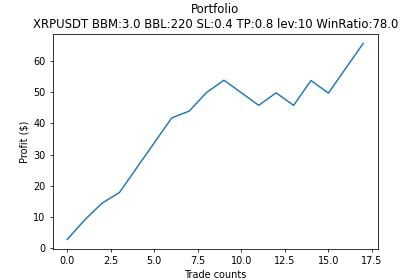 Portfolio
XRPUSDT BBM:3.0 BBL:220 SL:0.4 TP:0.8 lev:10 WinRatio:78.0
60
50
40
30
20
10
0
Profit ($)
0.0 2.5 5.0 7.5 10.0 12.5 15.0 17.5
Trade counts